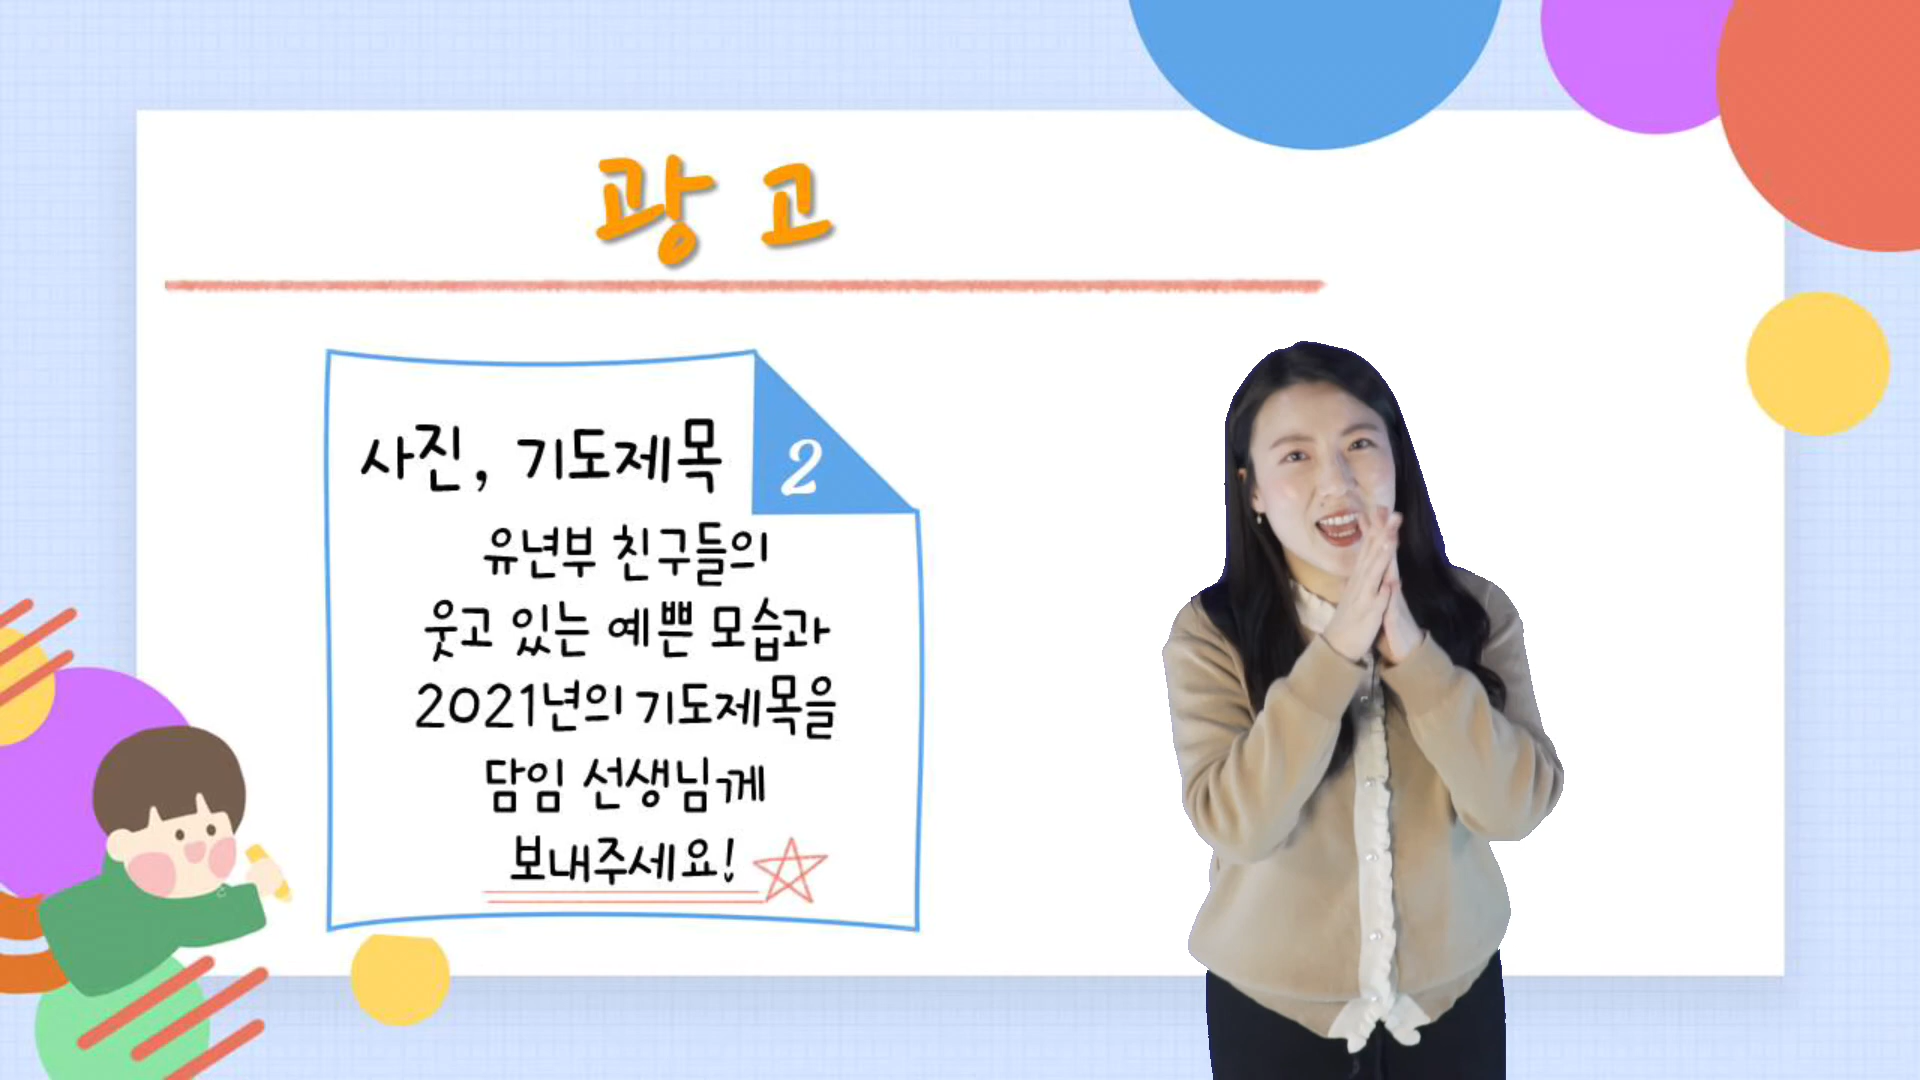 광 고
사진, 기도제목
2
유년부 친구들의
웃고 있는 예쁜 모습과
2021년의 기도제목을
담임 선생님께
보내주세요!